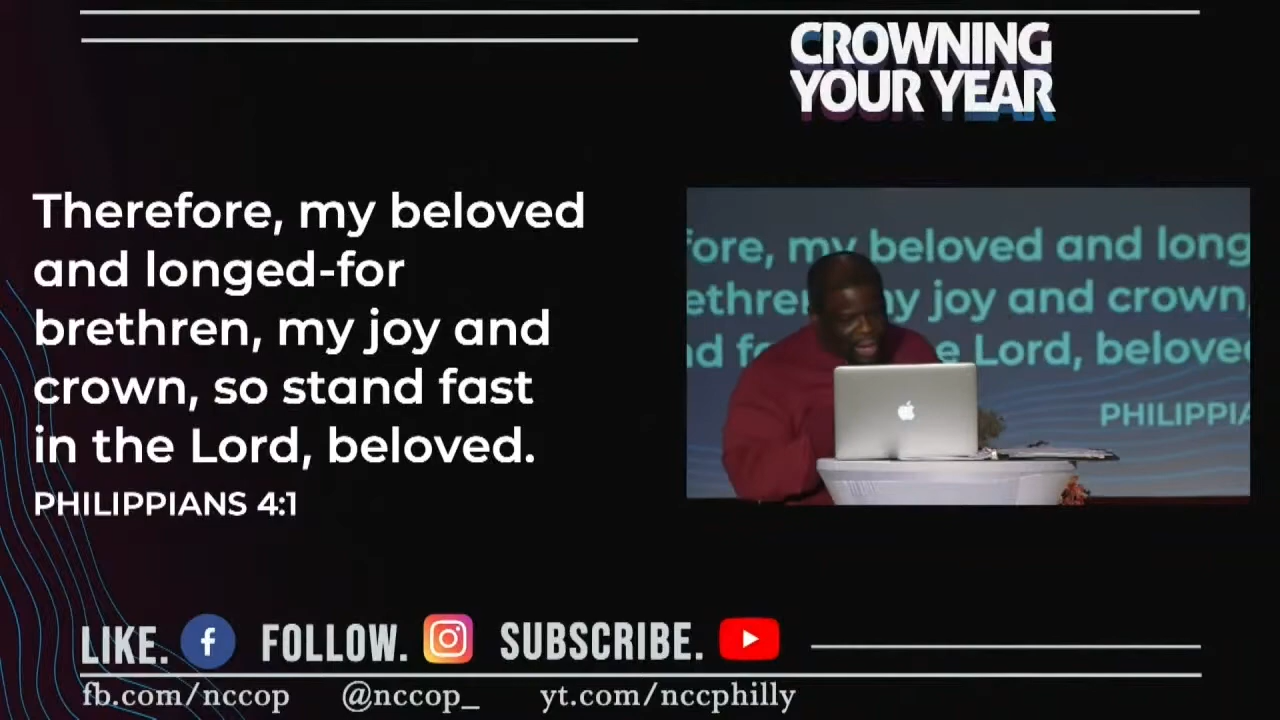 CROWNING
YOUR YEAR
Therefore, my beloved
and longed-for
brethren, my joy and
crown, so stand fast
in the Lord, beloved.
PHILIPPIANS 4:1
fore, my beloved and long
ethren my joy and crown,
nd fa e Lord, belove
PHILIPPIA
LIKE. FOLLOW. SUBSCRIBE.
fb.com/nccop @nccop_ yt.com/nccphilly